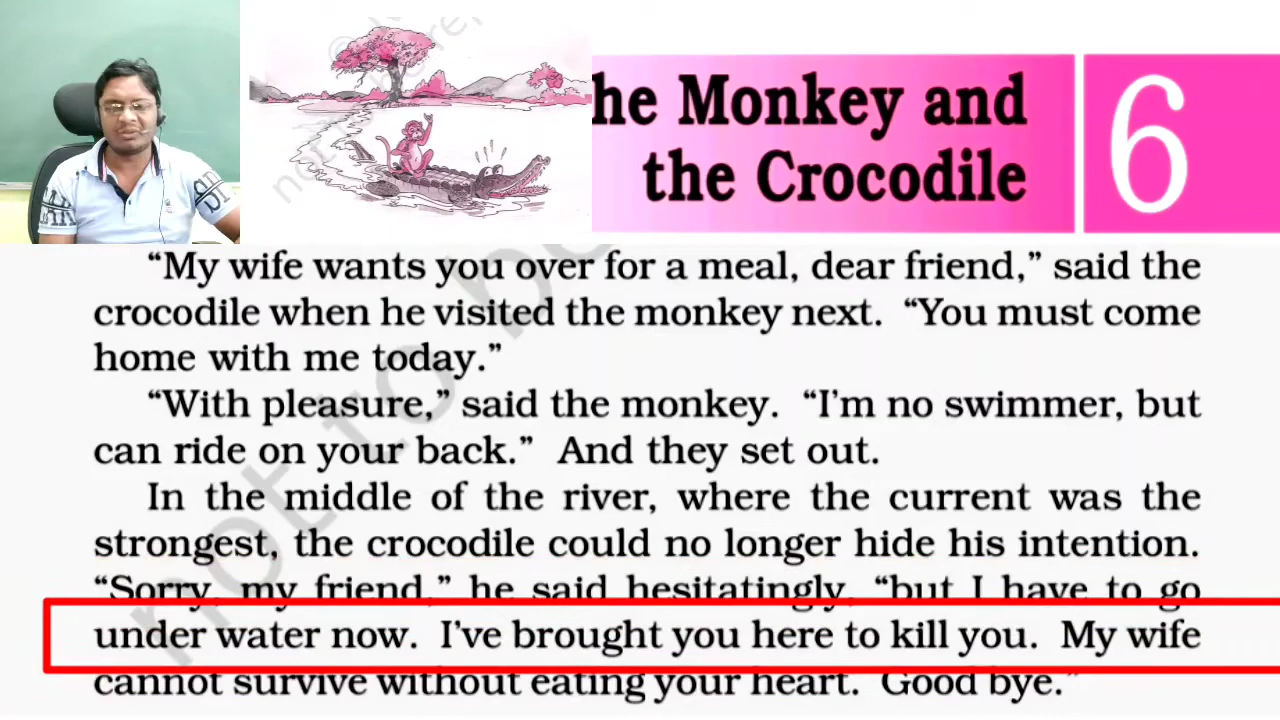 he Monkey and
the Crocodile
6
“My wife wants you over for a meal, dear friend,” said the
crocodile when he visited the monkey next. “You must come
home with me today.”
“With pleasure,” said the monkey. “I’m no swimmer, but
can ride on your back.” And they set out.
In the middle of the river, where the current was the
strongest, the crocodile could no longer hide his intention.
“Sorry, my friend,” he said hesitatingly, “but I have to go
under water now. I’ve brought you here to kill you. My wife
cannot survive without eating your heart. Good bye.”
not to be